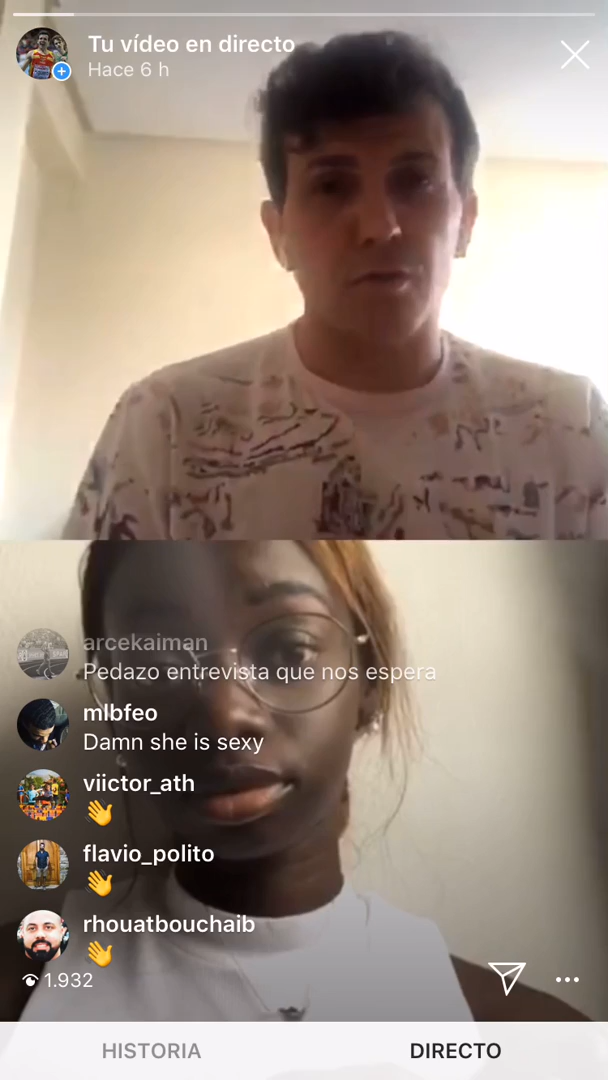 Tu vídeo en directo
Hace 6 h
arcekaiman
Pedazo entrevista que nos espera
mlbfeo
Damn she is sexy
viictor_ath
👋
flavio_polito
👋
rhouatbouchaib
👋
1.932
HISTORIA
DIRECTO